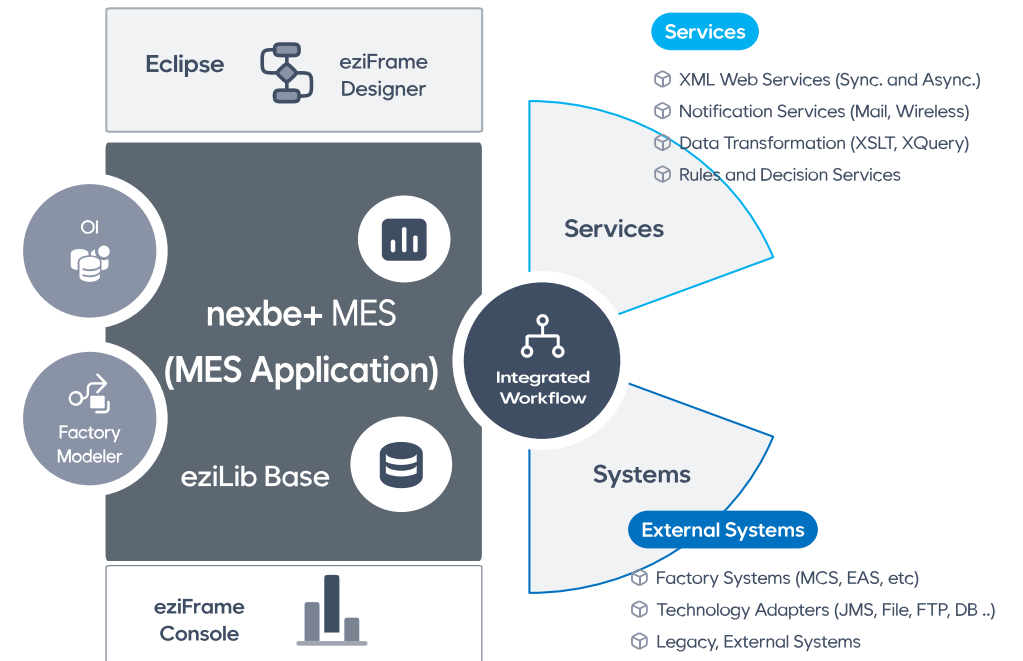 Eclipse
eziFrame
Designer
OI
nexbe+ MES
(MES Application)
Factory
Modeler
eziLib Base
eziFrame
Console
Integrated
Workflow
Services
Systems
Services
XML Web Services (Sync. and Async.)
Notification Services (Mail, Wireless)
Data Transformation (XSLT, XQuery)
Rules and Decision Services
External Systems
Factory Systems (MCS, EAS, etc)
Technology Adapters (JMS, File, FTP, DB ..)
Legacy, External Systems